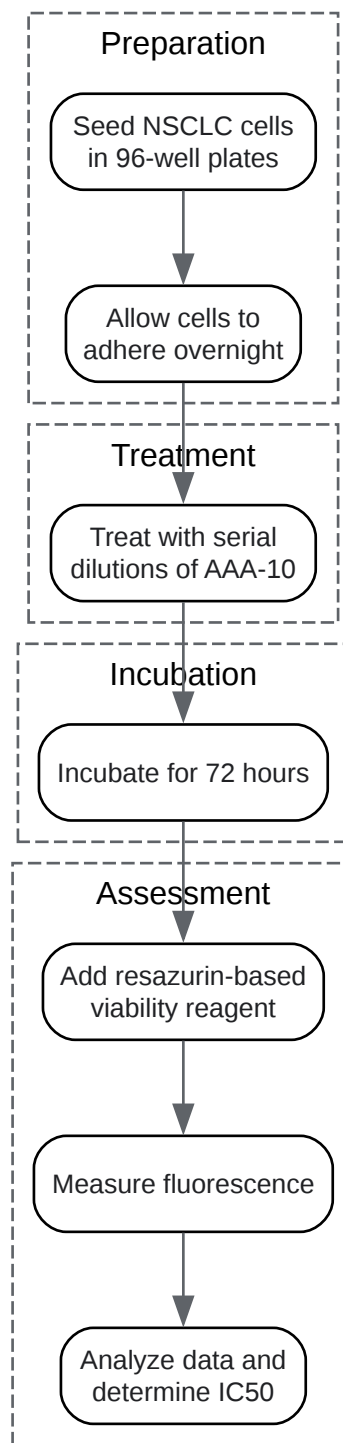 Preparation
Seed NSCLC cells
in 96-well plates
Allow cells to
adhere overnight
Treatment
Treat with serial
dilutions of AAA-10
Incubation
Incubate for 72 hours
Assessment
Add resazurin-based
viability reagent
Measure fluorescence
Analyze data and
determine IC50